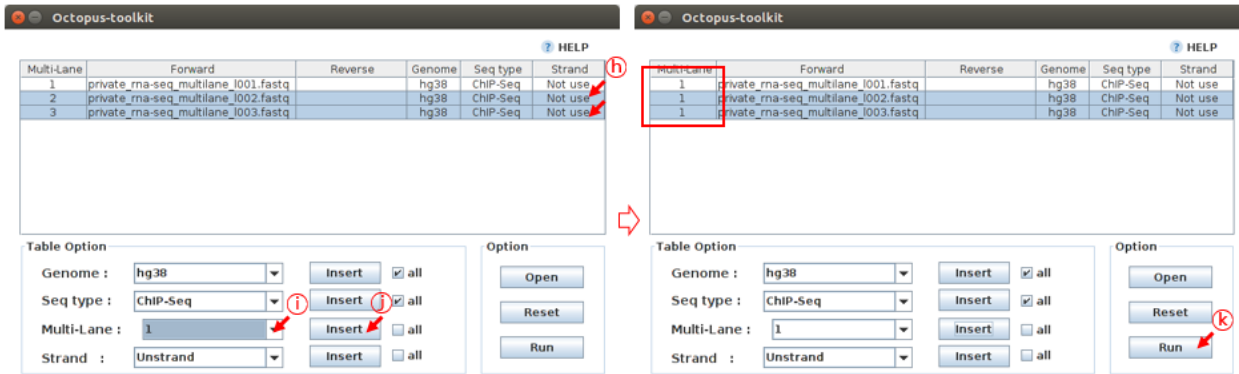 Octopus-toolkit
? HELP
Multi-Lane Forward Reverse Genome Seq type Strand
1 private_rna-seq_multilane_l001.fastq hg38 ChIP-Seq Not use
2 private_rna-seq_multilane_l002.fastq hg38 ChIP-Seq Not use
3 private_rna-seq_multilane_l003.fastq hg38 ChIP-Seq Not use
ⓗ
Table Option
Genome : hg38 Insert all
Seq type : ChIP-Seq Insert all
Multi-Lane : 1 Insert all
Strand : Unstrand Insert all
ⓘ
ⓙ
Option
Open
Reset
Run
Octopus-toolkit
? HELP
Multi-Lane Forward Reverse Genome Seq type Strand
1 private_rna-seq_multilane_l001.fastq hg38 ChIP-Seq Not use
1 private_rna-seq_multilane_l002.fastq hg38 ChIP-Seq Not use
1 private_rna-seq_multilane_l003.fastq hg38 ChIP-Seq Not use
Table Option
Genome : hg38 Insert all
Seq type : ChIP-Seq Insert all
Multi-Lane : 1 Insert all
Strand : Unstrand Insert all
Option
Open
Reset
Run
ⓚ